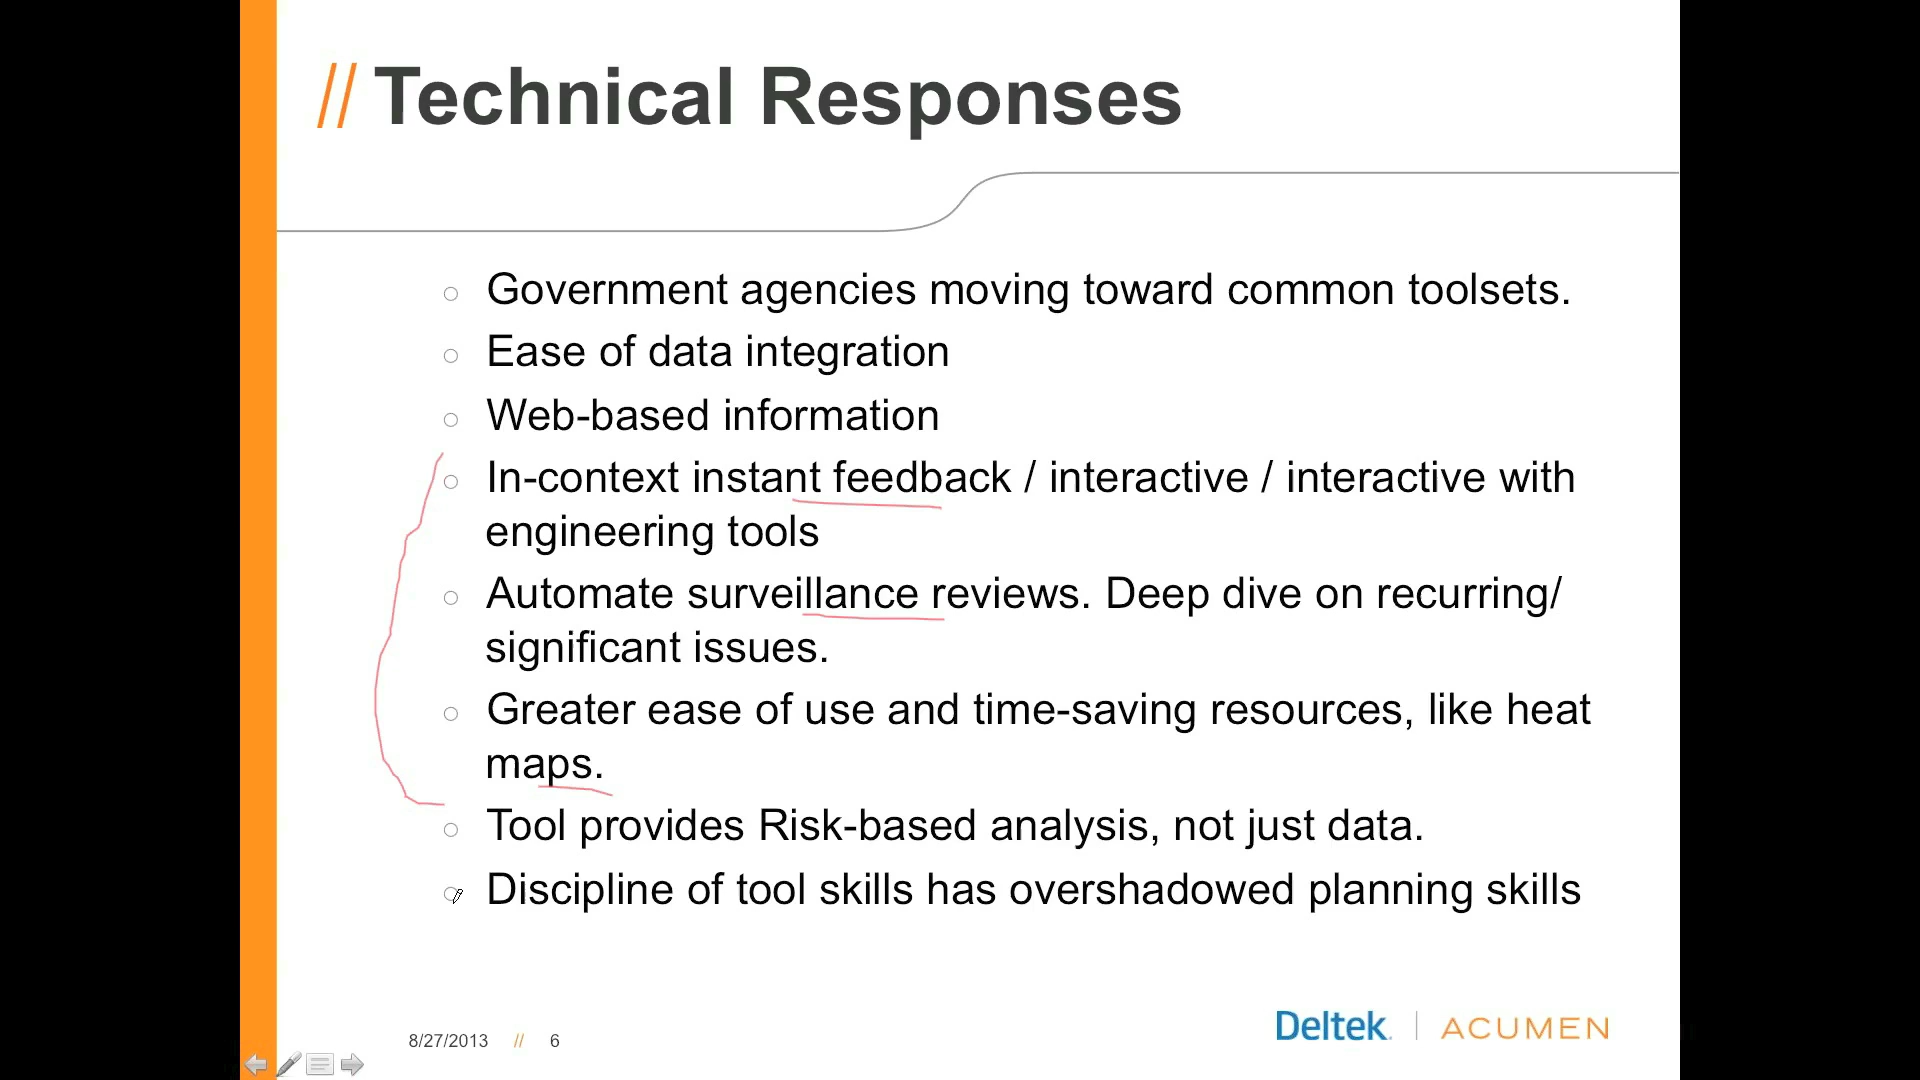 // Technical Responses
○ Government agencies moving toward common toolsets.
○ Ease of data integration
○ Web-based information
○ In-context instant feedback / interactive / interactive with
engineering tools
○ Automate surveillance reviews. Deep dive on recurring/
significant issues.
○ Greater ease of use and time-saving resources, like heat
maps.
○ Tool provides Risk-based analysis, not just data.
○ Discipline of tool skills has overshadowed planning skills
8/27/2013 // 6
Deltek. | ACUMEN